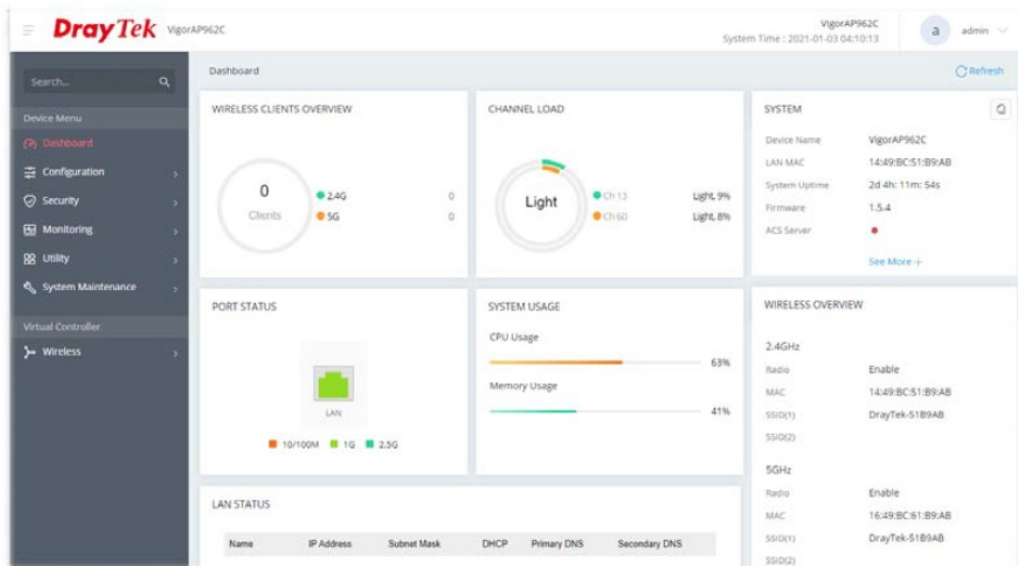 DrayTek VigorAP962C
VigorAP962C
System Time : 2021-01-03 04:10:13
a admin
Search...
Device Menu
Dashboard
Configuration
Security
Monitoring
Utility
System Maintenance
Virtual Controller
Wireless
Dashboard
Refresh
WIRELESS CLIENTS OVERVIEW
0
Clients
2.4G 0
5G 0
CHANNEL LOAD
Light
Ch 13 Light, 9%
Ch 60 Light, 8%
SYSTEM
Device Name VigorAP962C
LAN MAC 14:49:BC:51:B9:AB
System Uptime 2d 4h: 11m: 54s
Firmware 1.5.4
ACS Server
See More +
PORT STATUS
LAN
10/100M 1G 2.5G
SYSTEM USAGE
CPU Usage
63%
Memory Usage
41%
WIRELESS OVERVIEW
2.4GHz
Radio Enable
MAC 14:49:BC:51:B9:AB
SSID(1) DrayTek-51B9AB
SSID(2)
5GHz
Radio Enable
MAC 16:49:BC:61:B9:AB
SSID(1) DrayTek-51B9AB
SSID(2)
LAN STATUS
Name IP Address Subnet Mask DHCP Primary DNS Secondary DNS